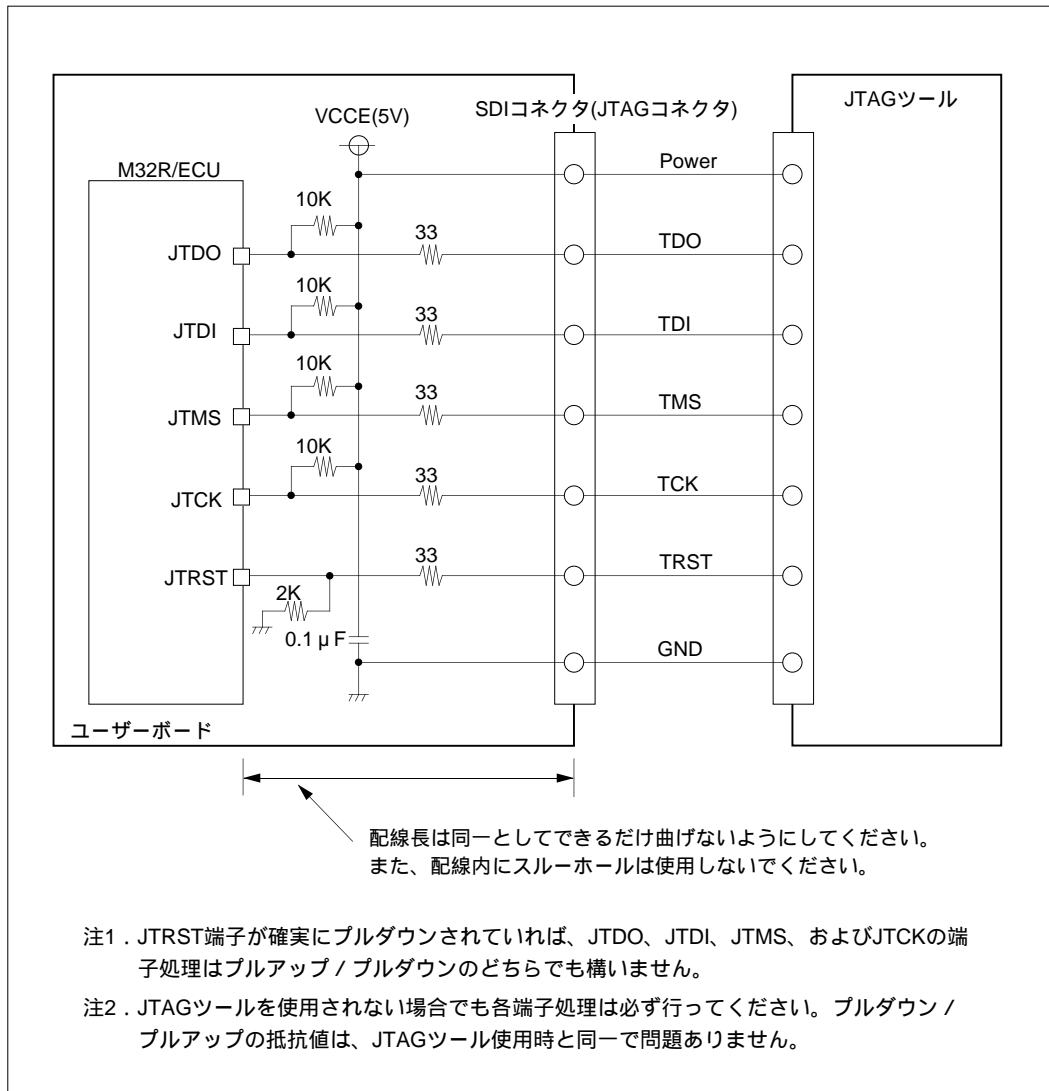 SDIコネクタ(JTAGコネクタ)
JTAGツール
VCCE(5V)
M32R/ECU
Power
10K
33
JTDO
TDO
10K
33
JTDI
TDI
10K
33
JTMS
TMS
10K
33
JTCK
TCK
33
JTRST
TRST
2K
0.1 μ F
GND
ユーザーボード
配線長は同一としてできるだけ曲げないようにしてください。
また、配線内にスルーホールは使用しないでください。
注1．JTRST端子が確実にプルダウンされていれば、JTDO、JTDI、JTMS、およびJTCKの端
子処理はプルアップ / プルダウンのどちらでも構いません。
注2．JTAGツールを使用されない場合でも各端子処理は必ず行ってください。プルダウン /
プルアップの抵抗値は、JTAGツール使用時と同一で問題ありません。